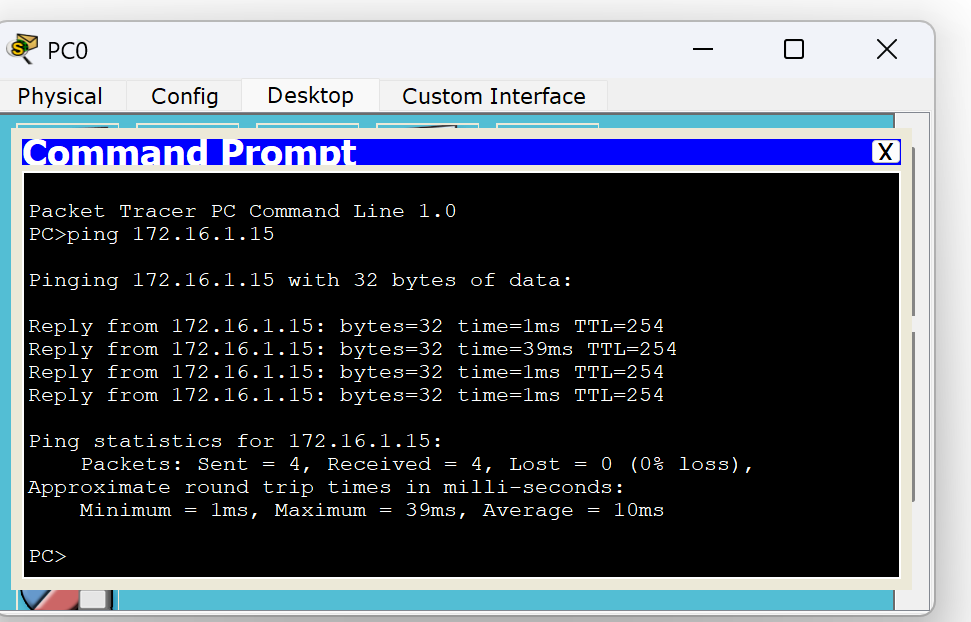 PC0
Physical Config Desktop Custom Interface
Command Prompt X
Packet Tracer PC Command Line 1.0
PC>ping 172.16.1.15
Pinging 172.16.1.15 with 32 bytes of data:
Reply from 172.16.1.15: bytes=32 time=1ms TTL=254
Reply from 172.16.1.15: bytes=32 time=39ms TTL=254
Reply from 172.16.1.15: bytes=32 time=1ms TTL=254
Reply from 172.16.1.15: bytes=32 time=1ms TTL=254
Ping statistics for 172.16.1.15:
Packets: Sent = 4, Received = 4, Lost = 0 (0% loss),
Approximate round trip times in milli-seconds:
Minimum = 1ms, Maximum = 39ms, Average = 10ms
PC>